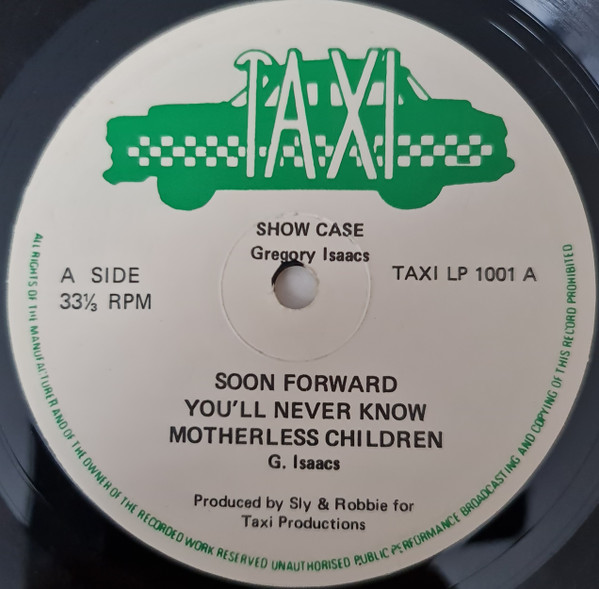 TAXI
SHOW CASE
Gregory Isaacs
A SIDE
33⅓ RPM
TAXI LP 1001 A
SOON FORWARD
YOU'LL NEVER KNOW
MOTHERLESS CHILDREN
G. Isaacs
Produced by Sly & Robbie for
Taxi Productions
ALL RIGHTS OF THE MANUFACTURER AND OF THE OWNER OF THE RECORDED WORK RESERVED UNAUTHORISED PUBLIC PERFORMANCE BROADCASTING AND COPYING OF THIS RECORD PROHIBITED